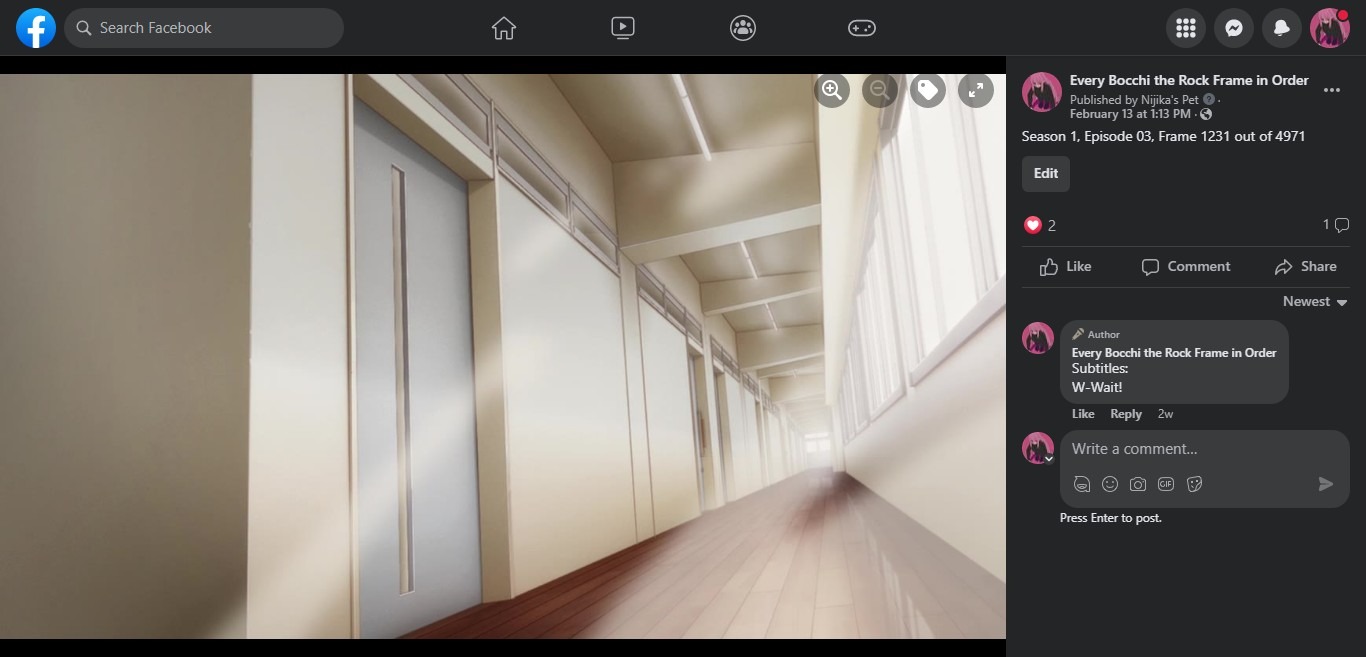 Search Facebook
Every Bocchi the Rock Frame in Order
Published by Nijika's Pet ·
February 13 at 1:13 PM ·
Season 1, Episode 03, Frame 1231 out of 4971
Edit
2
1
Like
Comment
Share
Newest
Author
Every Bocchi the Rock Frame in Order
Subtitles:
W-Wait!
Like Reply 2w
Write a comment...
GIF
Press Enter to post.